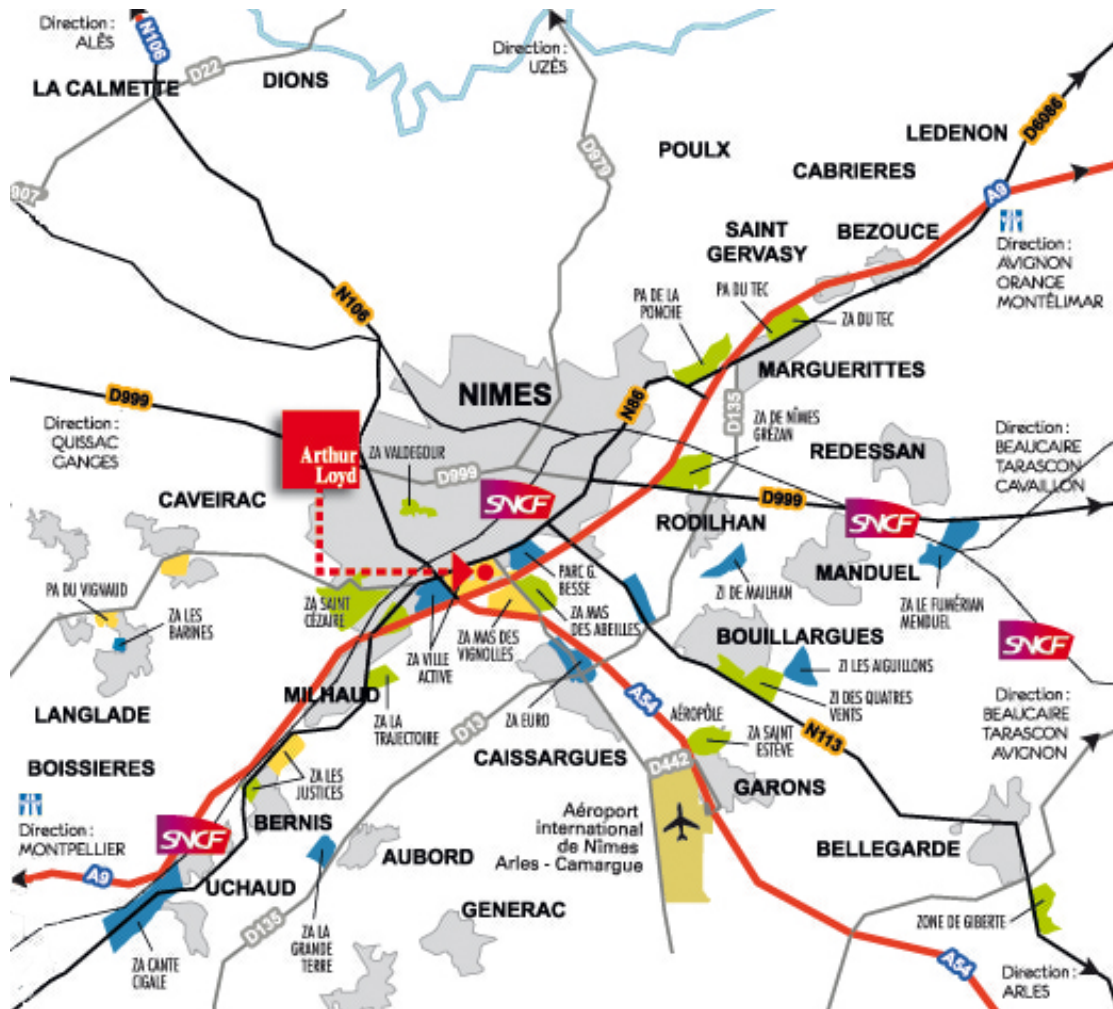 Direction :
ALÈS
N106
D22
DIONS
LA CALMETTE
Direction :
UZÈS
D979
907
POULX
LEDENON
D6086
CABRIERES
A9
SAINT
GERVASY
BEZOUCE
Direction :
AVIGNON
ORANGE
MONTÉLIMAR
PA DE LA
PONCHE
PA DU TEC
ZA DU TEC
N106
NIMES
N86
MARGUERITTES
D135
D999
Direction :
QUISSAC
GANGES
Arthur
Loyd
ZA VALDEGOUR
D999
ZA DE NÎMES
GRÉZAN
REDESSAN
Direction :
BEAUCAIRE
TARASCON
CAVAILLON
CAVEIRAC
SNCF
D999
SNCF
RODILHAN
MANDUEL
PARC G.
BESSE
ZI DE MAILHAN
ZA LE FUMÉRIAN
MENDUEL
PA DU VIGNAUD
ZA LES
BARINES
ZA SAINT
CÉZAIRE
ZA MAS
DES ABEILLES
ZA MAS DES
VIGNOLLES
ZA VILLE
ACTIVE
BOUILLARGUES
ZI LES AIGUILLONS
SNCF
MILHAUD
LANGLADE
ZA LA
TRAJECTOIRE
D13
ZA EURO
A54
AÉROPÔLE
ZA SAINT
ESTÈVE
ZI DES QUATRES
VENTS
N113
Direction :
BEAUCAIRE
TARASCON
AVIGNON
BOISSIERES
ZA LES
JUSTICES
CAISSARGUES
D442
GARONS
BERNIS
Direction :
MONTPELLIER
SNCF
A9
UCHAUD
AUBORD
Aéroport
international
de Nîmes
Arles - Camargue
BELLEGARDE
GENERAC
D135
ZA LA
GRANDE
TERRE
ZA CANTE
CIGALE
ZONE DE GIBERTE
A54
Direction :
ARLES